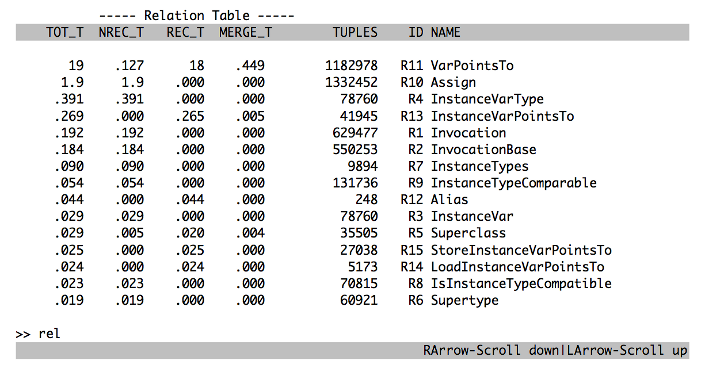 ----- Relation Table -----
TOT_T NREC_T REC_T MERGE_T TUPLES ID NAME
19 .127 18 .449 1182978 R11 VarPointsTo
1.9 1.9 .000 .000 1332452 R10 Assign
.391 .391 .000 .000 78760 R4 InstanceVarType
.269 .000 .265 .005 41945 R13 InstanceVarPointsTo
.192 .192 .000 .000 629477 R1 Invocation
.184 .184 .000 .000 550253 R2 InvocationBase
.090 .090 .000 .000 9894 R7 InstanceTypes
.054 .054 .000 .000 131736 R9 InstanceTypeComparable
.044 .000 .044 .000 248 R12 Alias
.029 .029 .000 .000 78760 R3 InstanceVar
.029 .005 .020 .004 35505 R5 Superclass
.025 .000 .025 .000 27038 R15 StoreInstanceVarPointsTo
.024 .000 .024 .000 5173 R14 LoadInstanceVarPointsTo
.023 .023 .000 .000 70815 R8 IsInstanceTypeCompatible
.019 .019 .000 .000 60921 R6 Supertype
>> rel
RArrow-Scroll down|LArrow-Scroll up